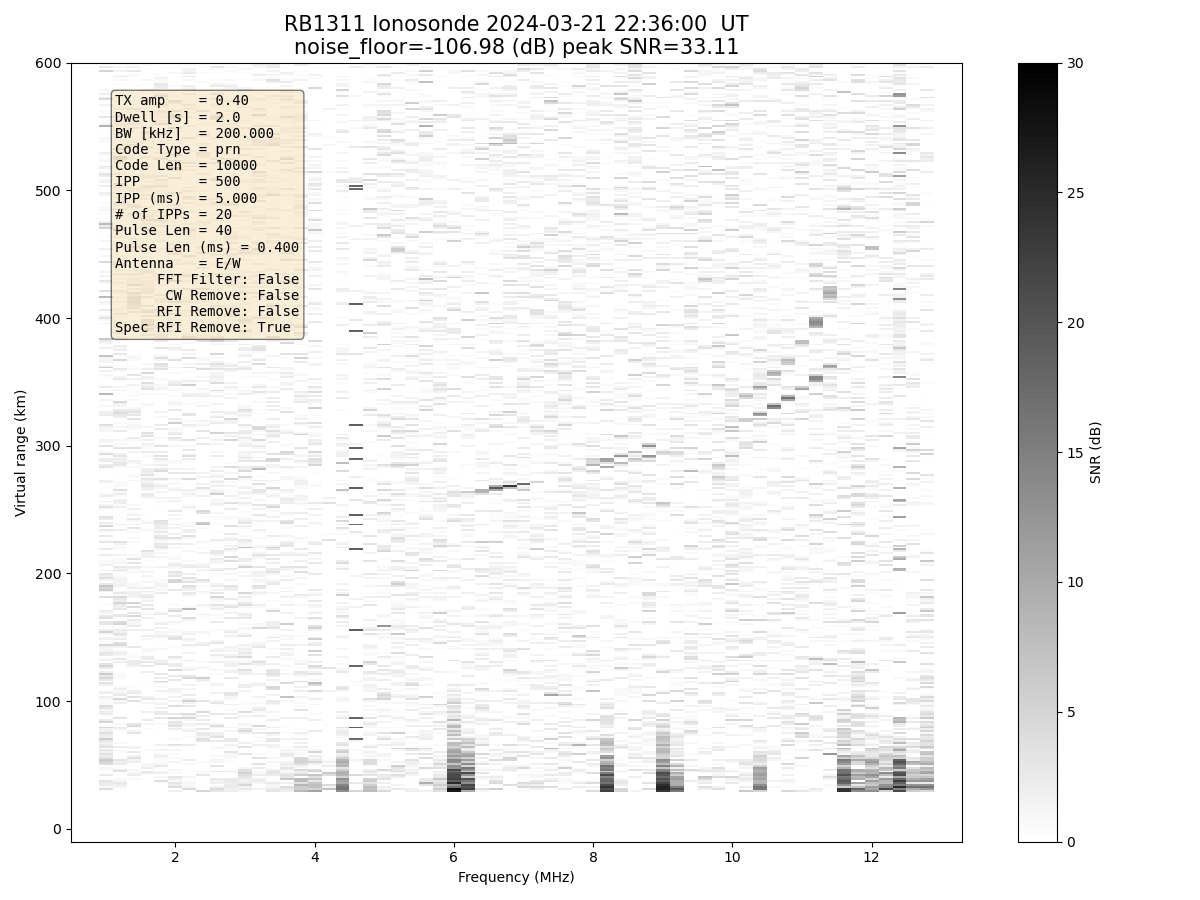 RB1311 Ionosonde 2024-03-21 22:36:00  UT
noise_floor=-106.98 (dB) peak SNR=33.11
TX amp    = 0.40
Dwell [s] = 2.0
BW [kHz]  = 200.000
Code Type = prn
Code Len  = 10000
IPP       = 500
IPP (ms)  = 5.000
# of IPPs = 20
Pulse Len = 40
Pulse Len (ms) = 0.400
Antenna   = E/W
FFT Filter: False
CW Remove: False
RFI Remove: False
Spec RFI Remove: True
600
500
400
300
200
100
0
Virtual range (km)
2 4 6 8 10 12
Frequency (MHz)
30
25
20
15
10
5
0
SNR (dB)